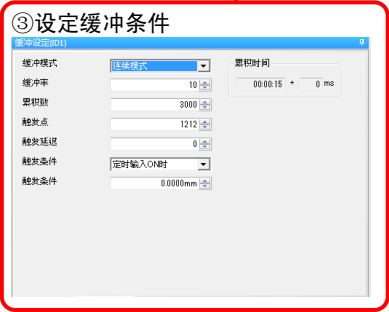 ③设定缓冲条件
缓冲设定(ID1)
缓冲模式 连续模式 累积时间
缓冲率 10 00:00:15 + 0 ms
累积数 3000
触发点 1212
触发延迟 0
触发条件 定时输入ON时
触发条件 0.0000mm